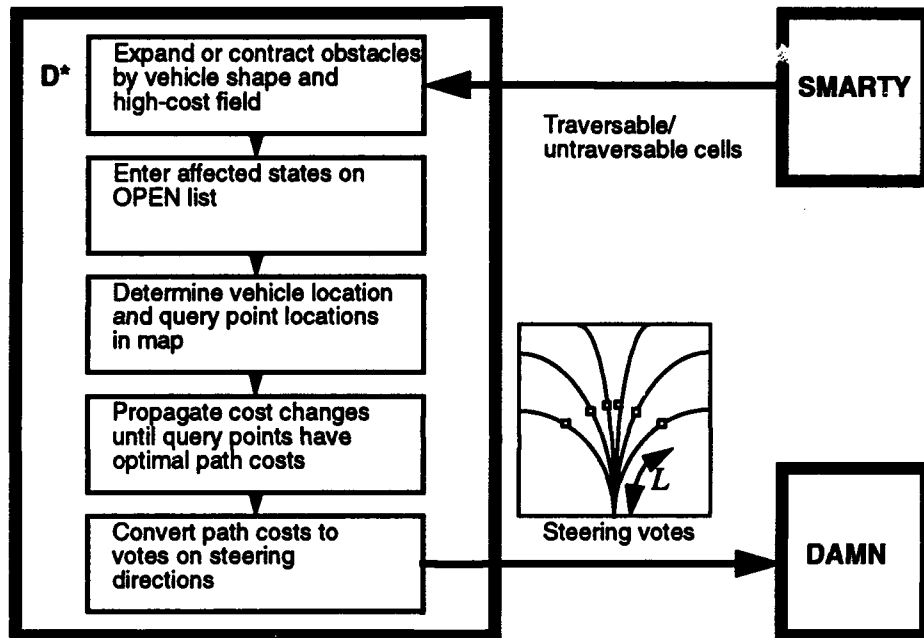 D*
Expand or contract obstacles
by vehicle shape and
high-cost field
Enter affected states on
OPEN list
Determine vehicle location
and query point locations
in map
Propagate cost changes
until query points have
optimal path costs
Convert path costs to
votes on steering
directions
SMARTY
Traversable/
untraversable cells
L
Steering votes
DAMN